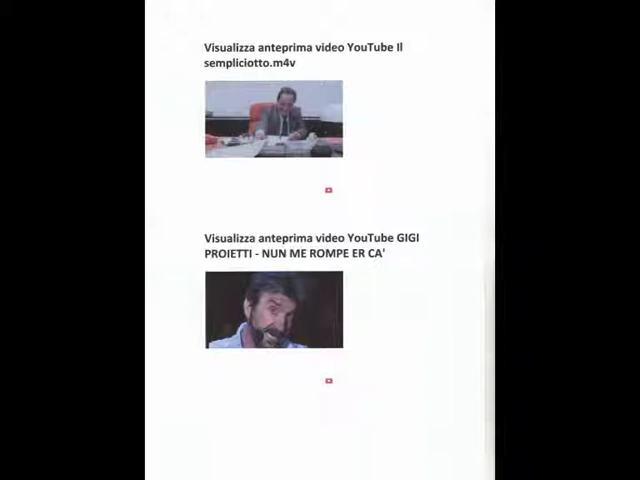 Visualizza anteprima video YouTube Il
sempliciotto.m4v
Visualizza anteprima video YouTube GIGI
PROIETTI - NUN ME ROMPE ER CA'